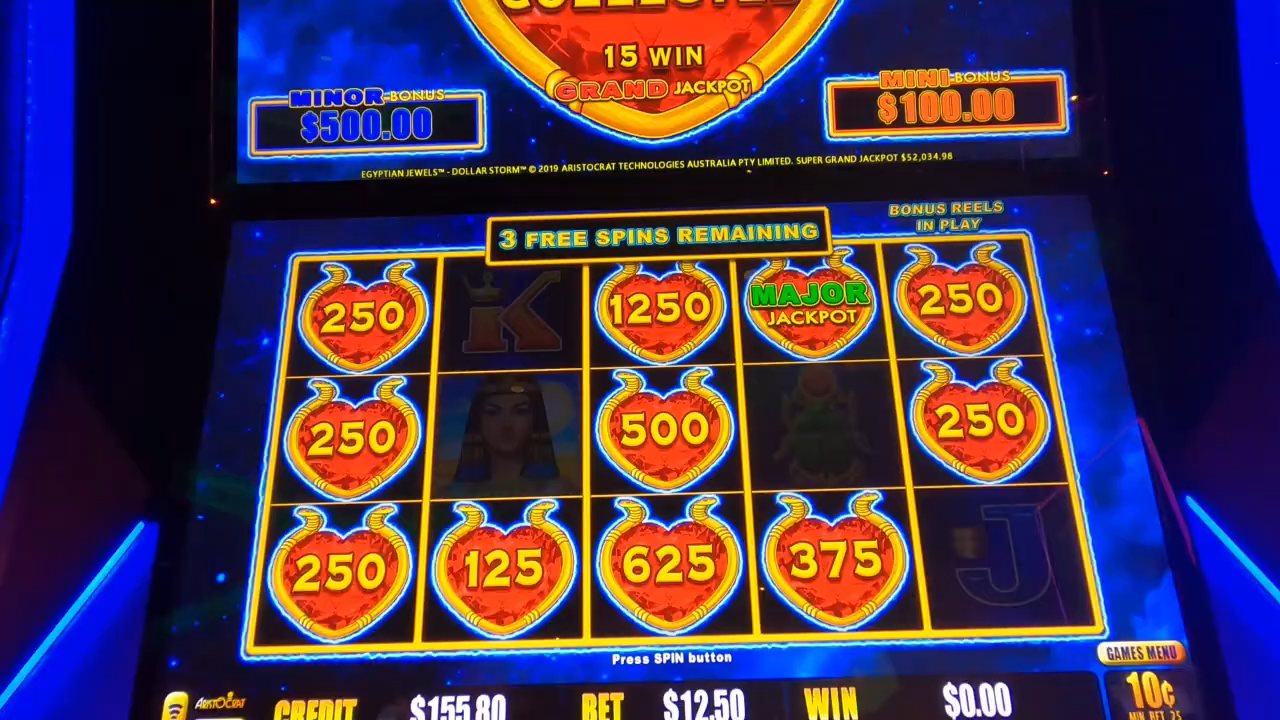 15 WIN
GRAND JACKPOT
MINOR BONUS
$500.00
MINI BONUS
$100.00
EGYPTIAN JEWELS™ - DOLLAR STORM™ © 2019 ARISTOCRAT TECHNOLOGIES AUSTRALIA PTY LIMITED. SUPER GRAND JACKPOT $52,034.98
BONUS REELS
IN PLAY
3 FREE SPINS REMAINING
250 K 1250 MAJOR JACKPOT 250
250 500 250
250 125 625 375 J
Press SPIN button
GAMES MENU
ARISTOCRAT CREDIT $155.80 BET $12.50 WIN $0.00 10¢